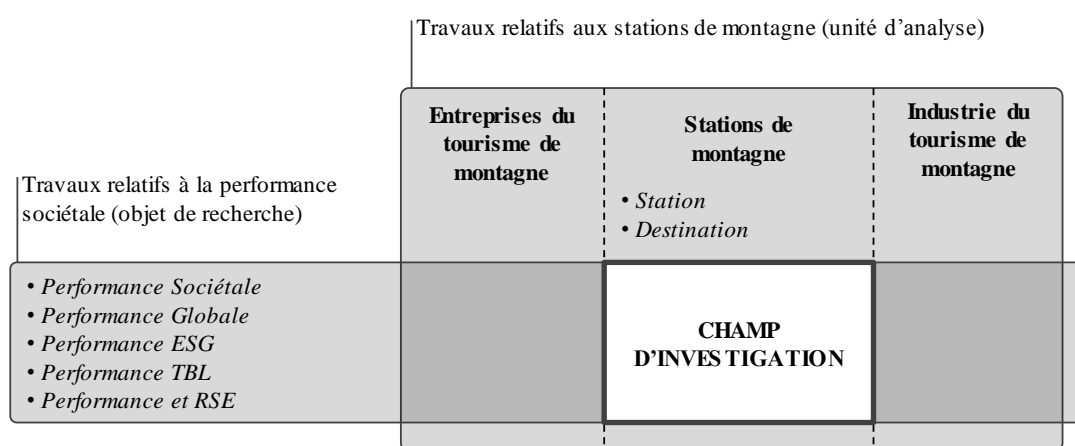 Travaux relatifs aux stations de montagne (unité d’analyse)
Entreprises du
tourisme de
montagne
Stations de
montagne
• Station
• Destination
Industrie du
tourisme de
montagne
Travaux relatifs à la performance
sociétale (objet de recherche)
• Performance Sociétale
• Performance Globale
• Performance ESG
• Performance TBL
• Performance et RSE
CHAMP
D’INVESTIGATION